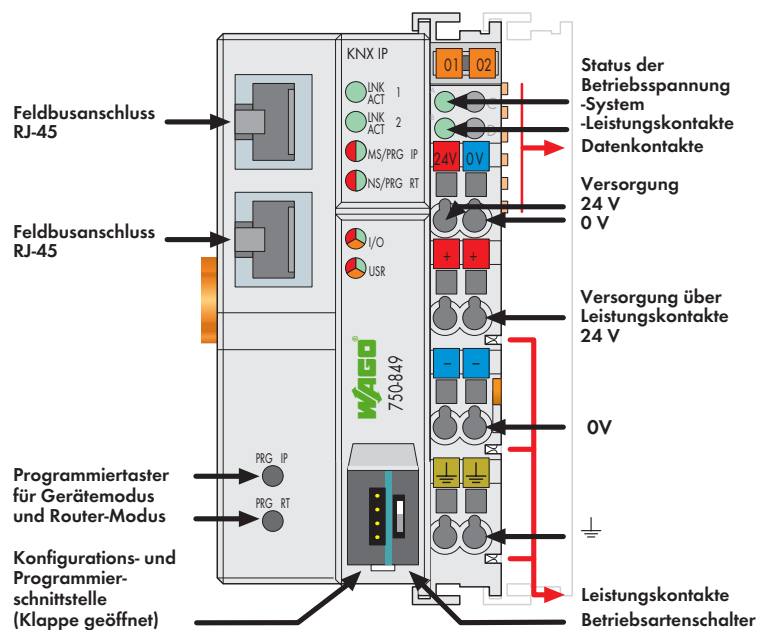 Feldbusanschluss
RJ-45
Feldbusanschluss
RJ-45
Programmiertaster
für Gerätemodus
und Router-Modus
Konfigurations- und
Programmier-
schnittstelle
(Klappe geöffnet)
KNX IP
LNK
ACT 1
LNK
ACT 2
MS/PRG IP
NS/PRG RT
I/O
USR
WAGO®
750-849
PRG IP
PRG RT
01 02
C
D
24V 0V
+ +
− −
Status der
Betriebsspannung
-System
-Leistungskontakte
Datenkontakte
Versorgung
24 V
0 V
Versorgung über
Leistungskontakte
24 V
0V
Leistungskontakte
Betriebsartenschalter